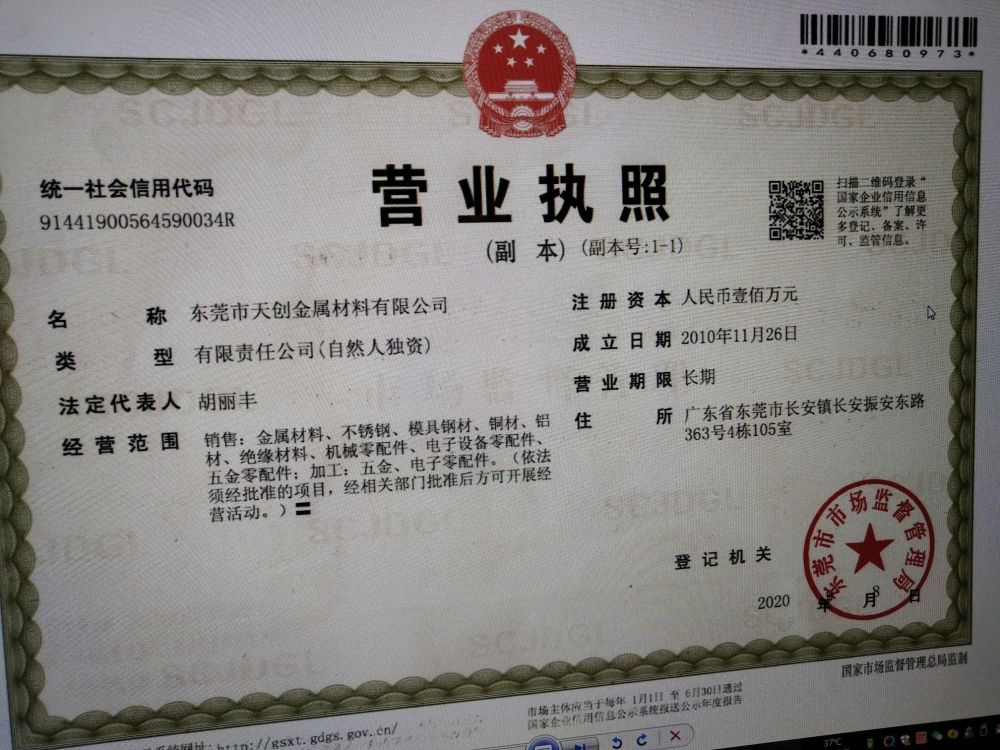 *440680973*
统一社会信用代码
91441900564590034R
营业执照
(副 本)(副本号:1-1)
扫描二维码登录“
国家企业信用信息
公示系统”了解更
多登记、备案、许
可、监管信息。
名 称 东莞市天创金属材料有限公司
类 型 有限责任公司(自然人独资)
法定代表人 胡丽丰
经营范围 销售：金属材料、不锈钢、模具钢材、铜材、铝
材、绝缘材料、机械零配件、电子设备零配件、
五金零配件；加工：五金、电子零配件。（依法
须经批准的项目，经相关部门批准后方可开展经
营活动。）
注册资本 人民币壹佰万元
成立日期 2010年11月26日
营业期限 长期
住 所 广东省东莞市长安镇长安振安东路
363号4栋105室
登记机关
东莞市市场监督管理局
2020 年 月 8 日
国家市场监督管理总局监制
系统网址:http://gsxt.gdgs.gov.cn/
市场主体应当于每年 1月1日 至 6月30日通过
国家企业信用信息公示系统报送公示年度报告
SCJDGL
37℃